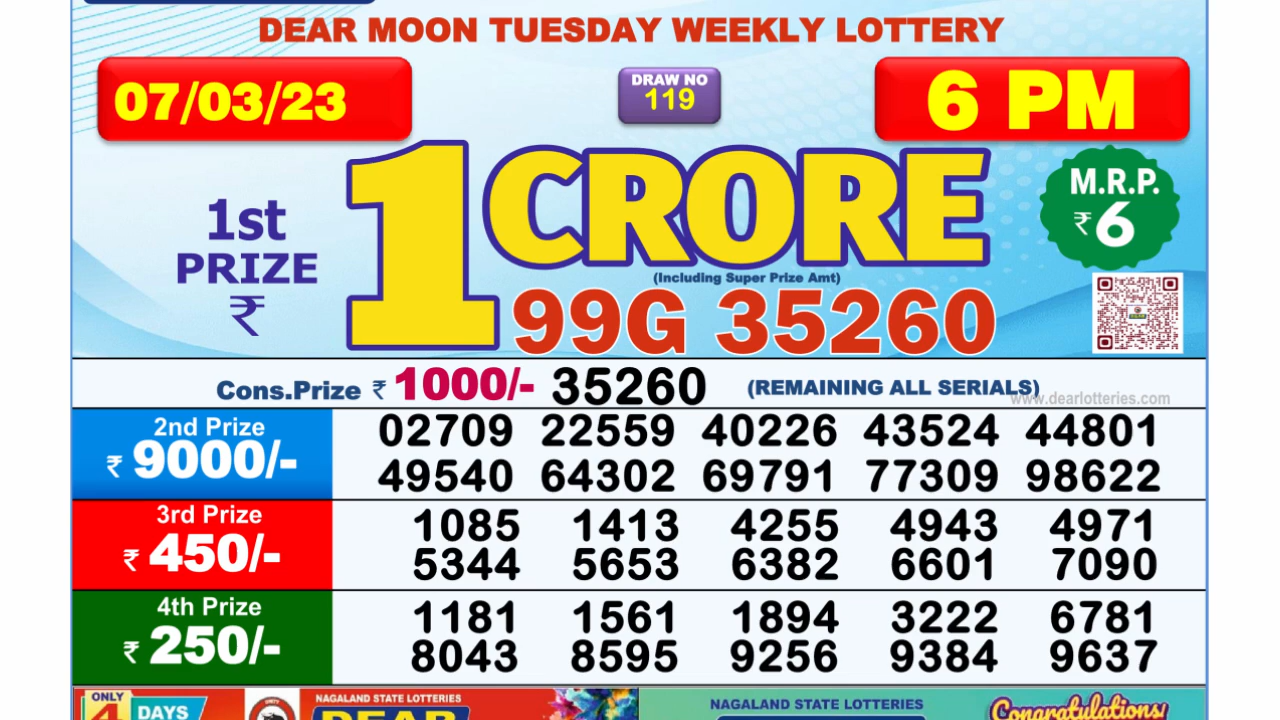 DEAR MOON TUESDAY WEEKLY LOTTERY
07/03/23
DRAW NO
119
6 PM
1st
PRIZE
₹
1 CRORE
(Including Super Prize Amt)
99G 35260
M.R.P.
₹6
Cons.Prize ₹ 1000/- 35260 (REMAINING ALL SERIALS)
www.dearlotteries.com
2nd Prize
₹ 9000/-
02709 22559 40226 43524 44801
49540 64302 69791 77309 98622
3rd Prize
₹ 450/-
1085 1413 4255 4943 4971
5344 5653 6382 6601 7090
4th Prize
₹ 250/-
1181 1561 1894 3222 6781
8043 8595 9256 9384 9637
ONLY
4 DAYS
NAGALAND STATE LOTTERIES
DEAR
NAGALAND STATE LOTTERIES
Congratulations